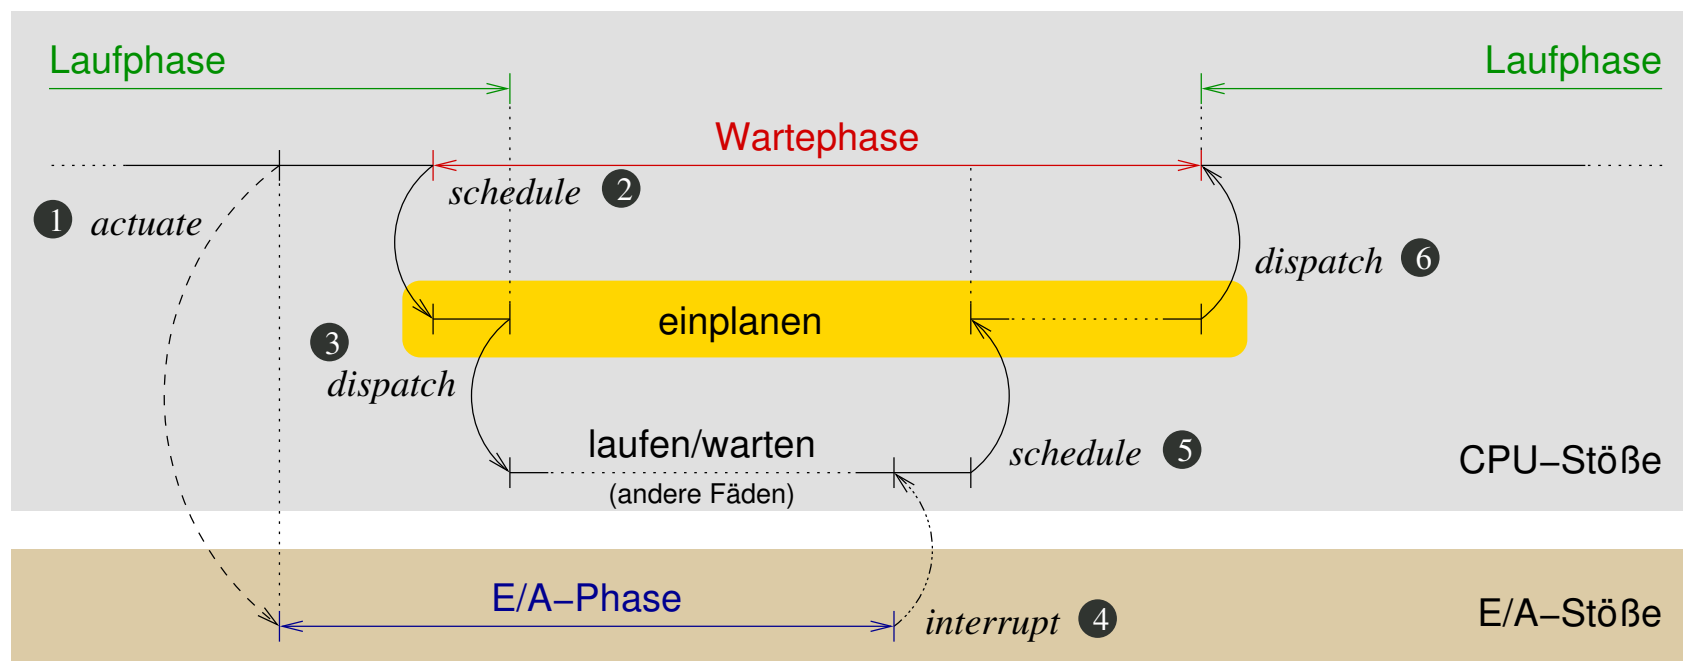 Laufphase
Laufphase
Wartephase
schedule 2
1 actuate
dispatch 6
einplanen
3
dispatch
laufen/warten
schedule 5
CPU–Stöße
(andere Fäden)
E/A–Phase
interrupt 4
E/A–Stöße